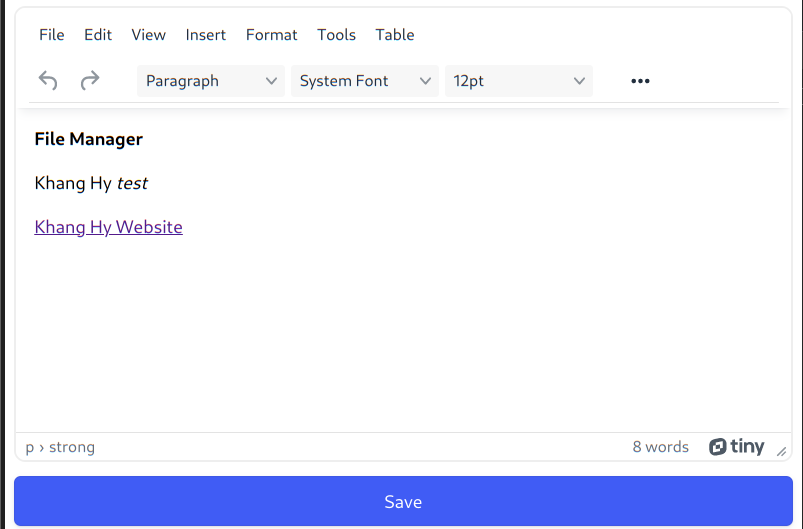 File Edit View Insert Format Tools Table
Paragraph System Font 12pt
File Manager
Khang Hy test
Khang Hy Website
p › strong 8 words tiny
Save